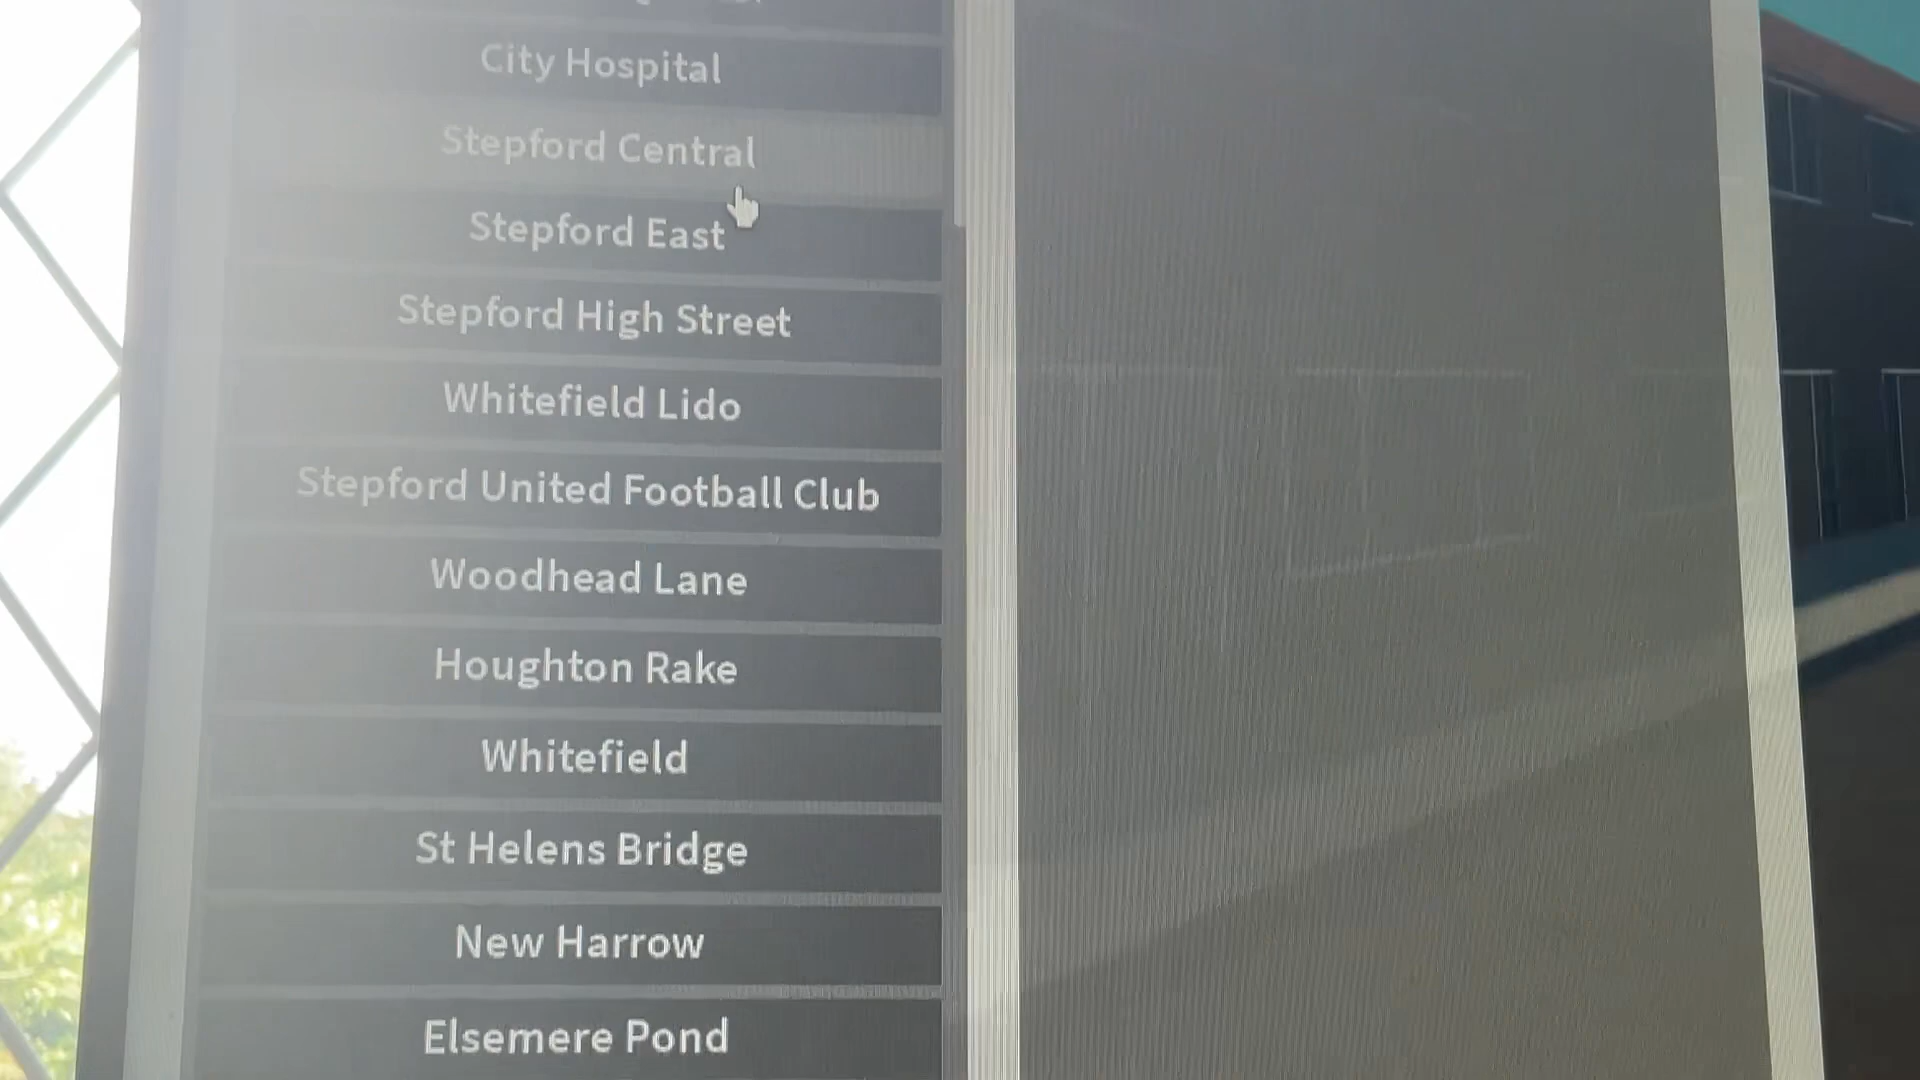 City Hospital
Stepford Central
Stepford East
Stepford High Street
Whitefield Lido
Stepford United Football Club
Woodhead Lane
Houghton Rake
Whitefield
St Helens Bridge
New Harrow
Elsemere Pond